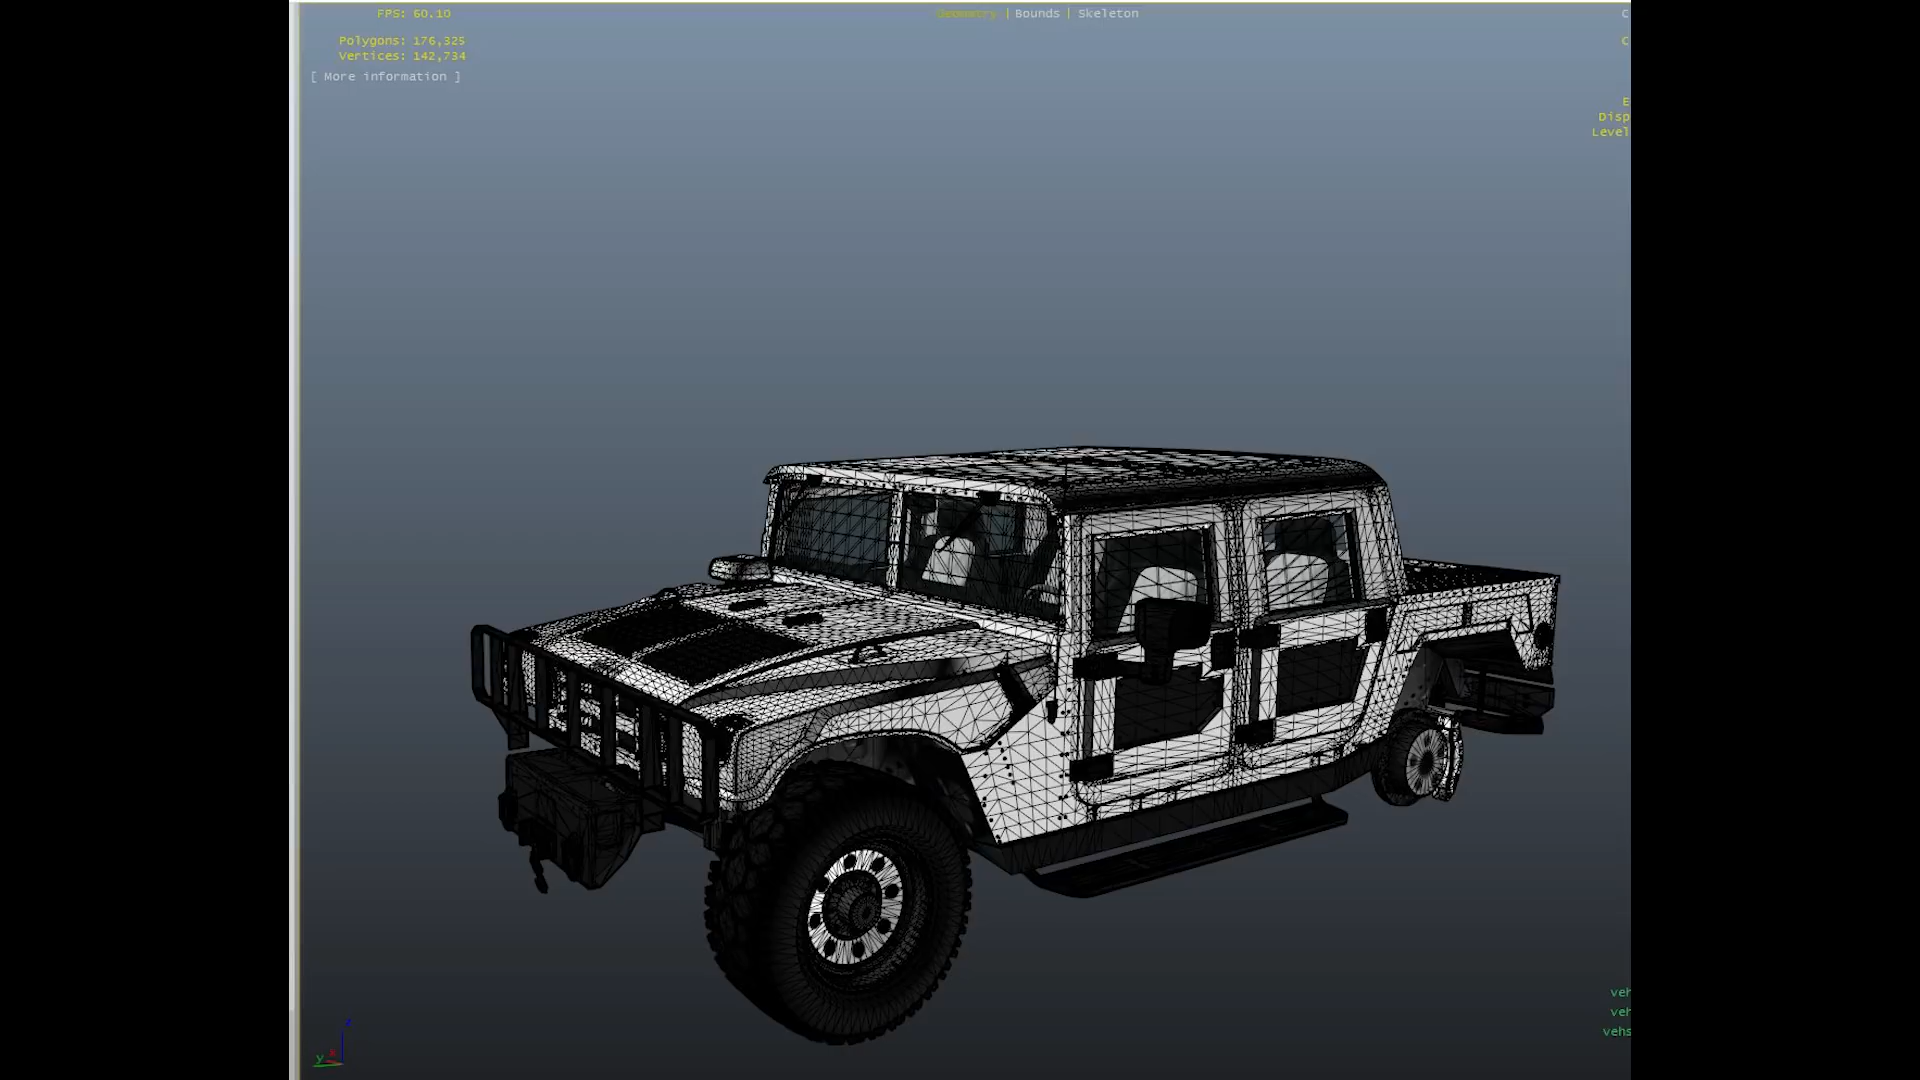 FPS: 60.10
Geometry | Bounds | Skeleton
Polygons: 176,325
Vertices: 142,734
[ More information ]
C
C
E
Disp
Level
veh
veh
vehs
z
y x